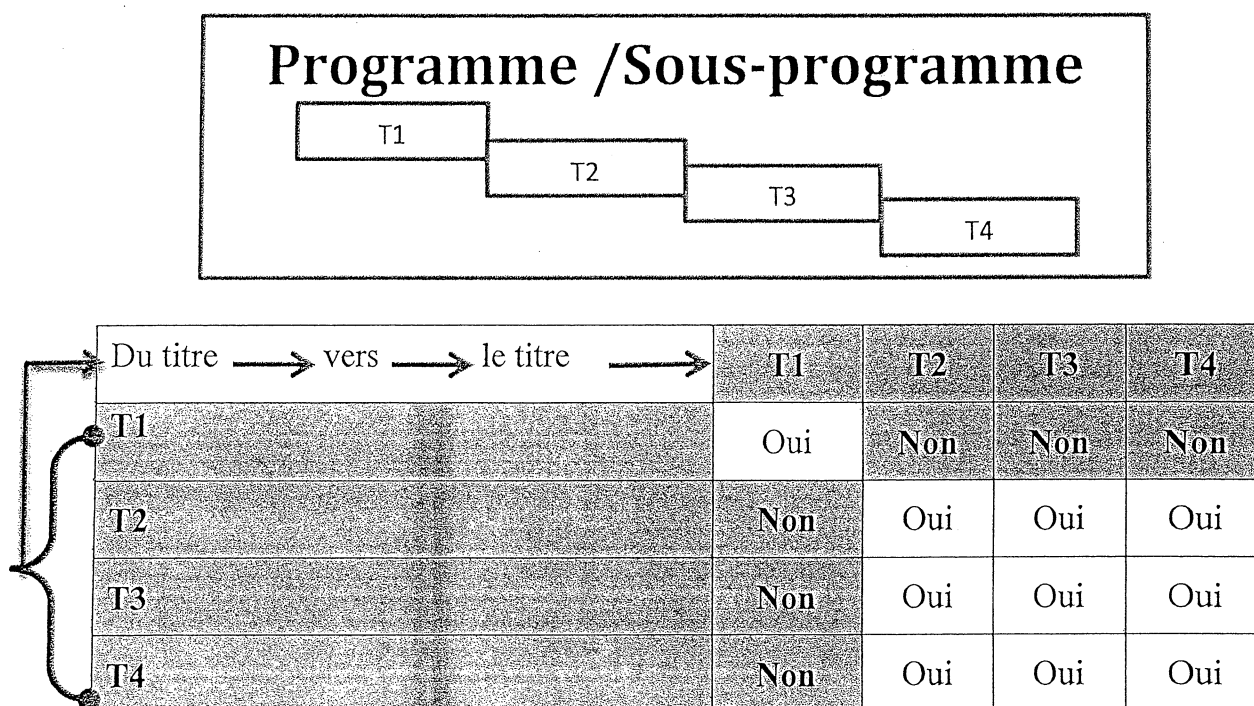 Programme /Sous-programme
T1
T2
T3
T4
Du titre vers le titre T1 T2 T3 T4
T1 Oui Non Non Non
T2 Non Oui Oui Oui
T3 Non Oui Oui Oui
T4 Non Oui Oui Oui